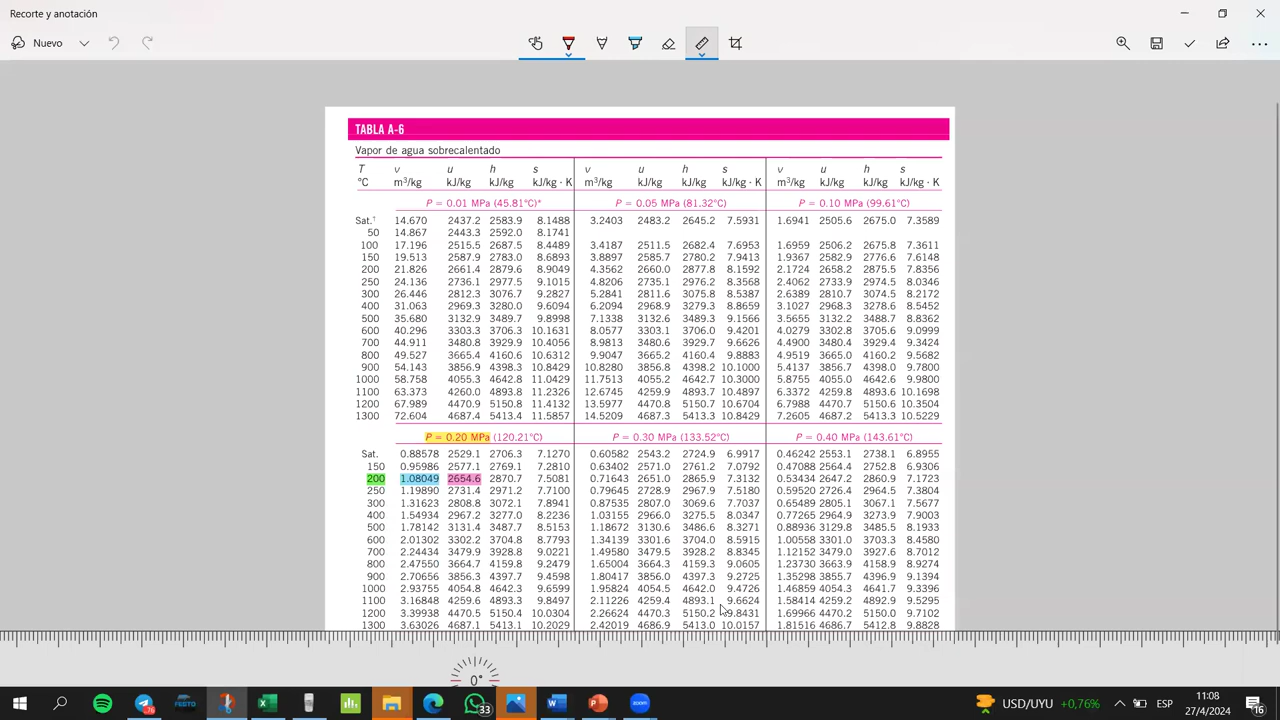 Recorte y anotación
Nuevo
TABLA A-6
Vapor de agua sobrecalentado
T v u h s v u h s v u h s
°C m³/kg kJ/kg kJ/kg kJ/kg · K m³/kg kJ/kg kJ/kg kJ/kg · K m³/kg kJ/kg kJ/kg kJ/kg · K
P = 0.01 MPa (45.81°C)* P = 0.05 MPa (81.32°C) P = 0.10 MPa (99.61°C)
Sat.† 14.670 2437.2 2583.9 8.1488 3.2403 2483.2 2645.2 7.5931 1.6941 2505.6 2675.0 7.3589
50 14.867 2443.3 2592.0 8.1741
100 17.196 2515.5 2687.5 8.4489 3.4187 2511.5 2682.4 7.6953 1.6959 2506.2 2675.8 7.3611
150 19.513 2587.9 2783.0 8.6893 3.8897 2585.7 2780.2 7.9413 1.9367 2582.9 2776.6 7.6148
200 21.826 2661.4 2879.6 8.9049 4.3562 2660.0 2877.8 8.1592 2.1724 2658.2 2875.5 7.8356
250 24.136 2736.1 2977.5 9.1015 4.8206 2735.1 2976.2 8.3568 2.4062 2733.9 2974.5 8.0346
300 26.446 2812.3 3076.7 9.2827 5.2841 2811.6 3075.8 8.5387 2.6389 2810.7 3074.5 8.2172
400 31.063 2969.3 3280.0 9.6094 6.2094 2968.9 3279.3 8.8659 3.1027 2968.3 3278.6 8.5452
500 35.680 3132.9 3489.7 9.8998 7.1338 3132.6 3489.3 9.1566 3.5655 3132.2 3488.7 8.8362
600 40.296 3303.3 3706.3 10.1631 8.0577 3303.1 3706.0 9.4201 4.0279 3302.8 3705.6 9.0999
700 44.911 3480.8 3929.9 10.4056 8.9813 3480.6 3929.7 9.6626 4.4900 3480.4 3929.4 9.3424
800 49.527 3665.4 4160.6 10.6312 9.9047 3665.2 4160.4 9.8883 4.9519 3665.0 4160.2 9.5682
900 54.143 3856.9 4398.3 10.8429 10.8280 3856.8 4398.2 10.1000 5.4137 3856.7 4398.0 9.7800
1000 58.758 4055.3 4642.8 11.0429 11.7513 4055.2 4642.7 10.3000 5.8755 4055.0 4642.6 9.9800
1100 63.373 4260.0 4893.8 11.2326 12.6745 4259.9 4893.7 10.4897 6.3372 4259.8 4893.6 10.1698
1200 67.989 4470.9 5150.8 11.4132 13.5977 4470.8 5150.7 10.6704 6.7988 4470.7 5150.6 10.3504
1300 72.604 4687.4 5413.4 11.5857 14.5209 4687.3 5413.3 10.8429 7.2605 4687.2 5413.3 10.5229
P = 0.20 MPa (120.21°C) P = 0.30 MPa (133.52°C) P = 0.40 MPa (143.61°C)
Sat. 0.88578 2529.1 2706.3 7.1270 0.60582 2543.2 2724.9 6.9917 0.46242 2553.1 2738.1 6.8955
150 0.95986 2577.1 2769.1 7.2810 0.63402 2571.0 2761.2 7.0792 0.47088 2564.4 2752.8 6.9306
200 1.08049 2654.6 2870.7 7.5081 0.71643 2651.0 2865.9 7.3132 0.53434 2647.2 2860.9 7.1723
250 1.19890 2731.4 2971.2 7.7100 0.79645 2728.9 2967.9 7.5180 0.59520 2726.4 2964.5 7.3804
300 1.31623 2808.8 3072.1 7.8941 0.87535 2807.0 3069.6 7.7037 0.65489 2805.1 3067.1 7.5677
400 1.54934 2967.2 3277.0 8.2236 1.03155 2966.0 3275.5 8.0347 0.77265 2964.9 3273.9 7.9003
500 1.78142 3131.4 3487.7 8.5153 1.18672 3130.6 3486.6 8.3271 0.88936 3129.8 3485.5 8.1933
600 2.01302 3302.2 3704.8 8.7793 1.34139 3301.6 3704.0 8.5915 1.00558 3301.0 3703.3 8.4580
700 2.24434 3479.9 3928.8 9.0221 1.49580 3479.5 3928.2 8.8345 1.12152 3479.0 3927.6 8.7012
800 2.47550 3664.7 4159.8 9.2479 1.65004 3664.3 4159.3 9.0605 1.23730 3663.9 4158.9 8.9274
900 2.70656 3856.3 4397.7 9.4598 1.80417 3856.0 4397.3 9.2725 1.35298 3855.7 4396.9 9.1394
1000 2.93755 4054.8 4642.3 9.6599 1.95824 4054.5 4642.0 9.4726 1.46859 4054.3 4641.7 9.3396
1100 3.16848 4259.6 4893.3 9.8497 2.11226 4259.4 4893.1 9.6624 1.58414 4259.2 4892.9 9.5295
1200 3.39938 4470.5 5150.4 10.0304 2.26624 4470.3 5150.2 9.8431 1.69966 4470.2 5150.0 9.7102
1300 3.63026 4687.1 5413.1 10.2029 2.42019 4686.9 5413.0 10.0157 1.81516 4686.7 5412.8 9.8828
0°
FESTO
33
zoom
USD/UYU +0,76%
ESP
11:08
27/4/2024
16